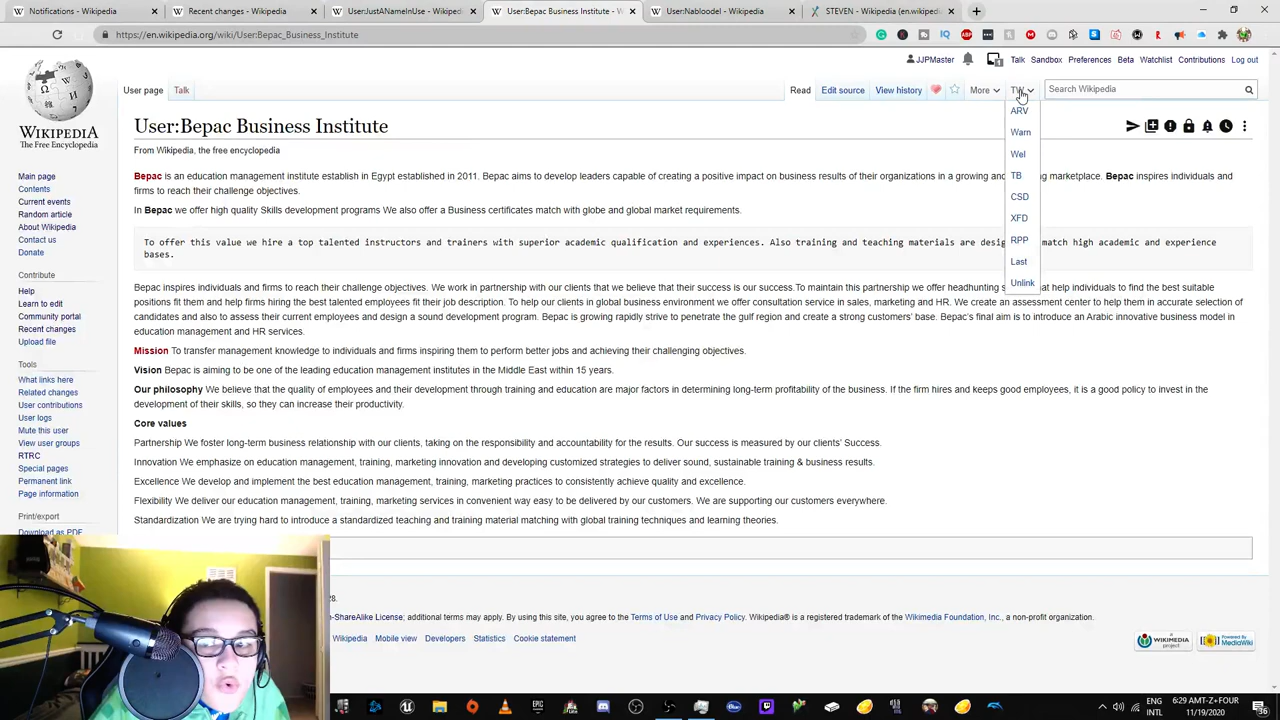 Notifications - Wikipedia
Recent changes - Wikipedia
User:JustANameInUse - Wikipedia
User:Bepac Business Institute - Wi
User:Nabloodel - Wikipedia
STEVEN - Wikipedia (en.wikipedia
https://en.wikipedia.org/wiki/User:Bepac_Business_Institute
JJPMaster Talk Sandbox Preferences Beta Watchlist Contributions Log out
User page Talk Read Edit source View history More TW Search Wikipedia
ARV
Warn
Wel
TB
CSD
XFD
RPP
Last
Unlink
WIKIPEDIA
The Free Encyclopedia
Main page
Contents
Current events
Random article
About Wikipedia
Contact us
Donate
Contribute
Help
Learn to edit
Community portal
Recent changes
Upload file
Tools
What links here
Related changes
User contributions
User logs
Mute this user
View user groups
RTRC
Special pages
Permanent link
Page information
Print/export
Download as PDF
User:Bepac Business Institute
From Wikipedia, the free encyclopedia
Bepac is an education management institute establish in Egypt established in 2011. Bepac aims to develop leaders capable of creating a positive impact on business results of their organizations in a growing and marketplace. Bepac inspires individuals and
firms to reach their challenge objectives.
In Bepac we offer high quality Skills development programs We also offer a Business certificates match with globe and global market requirements.
To offer this value we hire a top talented instructors and trainers with superior academic qualification and experiences. Also training and teaching materials are match high academic and experience
bases.
Bepac inspires individuals and firms to reach their challenge objectives. We work in partnership with our clients that we believe that their success is our success.To maintain this partnership we offer headhunting that help individuals to find the best suitable
positions fit them and help firms hiring the best talented employees fit their job description. To help our clients in global business environment we offer consultation service in sales, marketing and HR. We create an assessment center to help them in accurate selection of
candidates and also to assess their current employees and design a sound development program. Bepac is growing rapidly strive to penetrate the gulf region and create a strong customers' base. Bepac's final aim is to introduce an Arabic innovative business model in
education management and HR services.
Mission To transfer management knowledge to individuals and firms inspiring them to perform better jobs and achieving their challenging objectives.
Vision Bepac is aiming to be one of the leading education management institutes in the Middle East within 15 years.
Our philosophy We believe that the quality of employees and their development through training and education are major factors in determining long-term profitability of the business. If the firm hires and keeps good employees, it is a good policy to invest in the
development of their skills, so they can increase their productivity.
Core values
Partnership We foster long-term business relationship with our clients, taking on the responsibility and accountability for the results. Our success is measured by our clients' Success.
Innovation We emphasize on education management, training, marketing innovation and developing customized strategies to deliver sound, sustainable training & business results.
Excellence We develop and implement the best education management, training, marketing practices to consistently achieve quality and excellence.
Flexibility We deliver our education management, training, marketing services in convenient way easy to be delivered by our customers. We are supporting our customers everywhere.
Standardization We are trying hard to introduce a standardized teaching and training material matching with global training techniques and learning theories.
-ShareAlike License; additional terms may apply. By using this site, you agree to the Terms of Use and Privacy Policy. Wikipedia® is a registered trademark of the Wikimedia Foundation, Inc., a non-profit organization.
Wikipedia Mobile view Developers Statistics Cookie statement
A WIKIMEDIA project
Powered By MediaWiki
ENG
INTL
6:29 AMT-Z+FOUR
11/19/2020
36